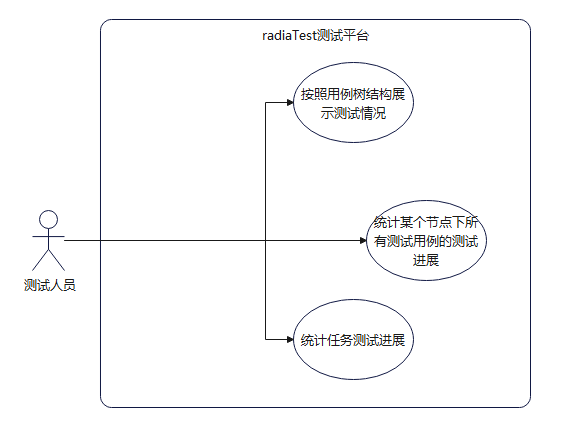 radiaTest测试平台
按照用例树结构展
示测试情况
统计某个节点下所
有测试用例的测试
进展
测试人员
统计任务测试进展